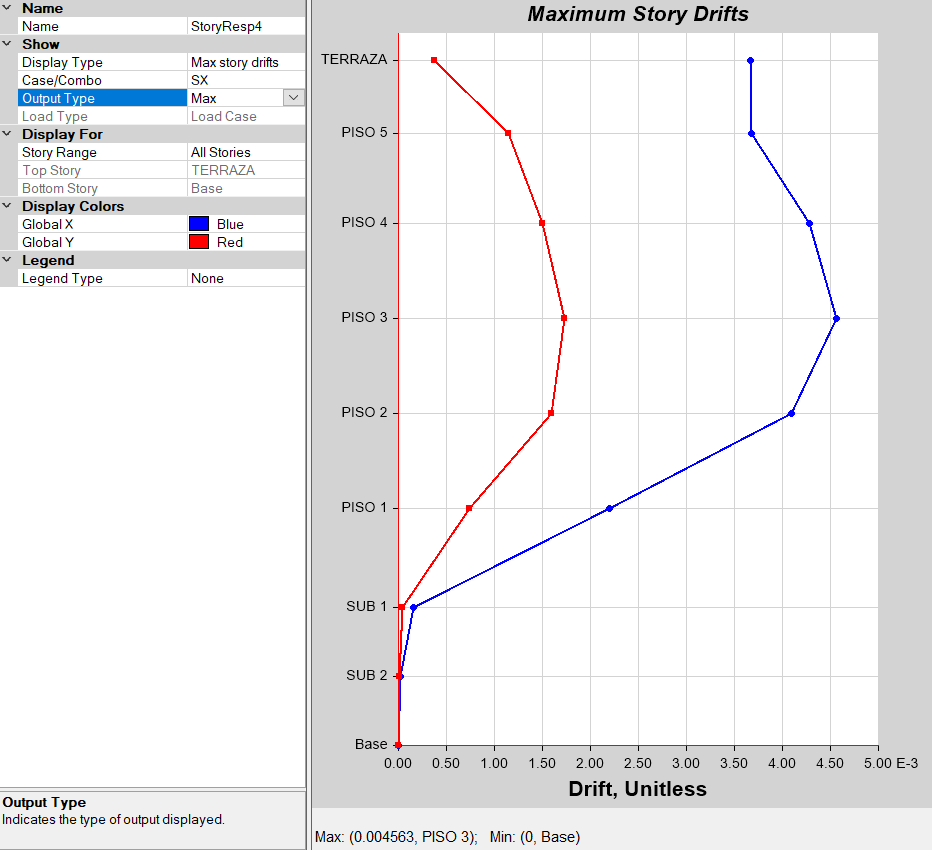 Name
Name StoryResp4
Show
Display Type Max story drifts
Case/Combo SX
Output Type Max
Load Type Load Case
Display For
Story Range All Stories
Top Story TERRAZA
Bottom Story Base
Display Colors
Global X Blue
Global Y Red
Legend
Legend Type None
Output Type
Indicates the type of output displayed.
Maximum Story Drifts
TERRAZA
PISO 5
PISO 4
PISO 3
PISO 2
PISO 1
SUB 1
SUB 2
Base
0.00 0.50 1.00 1.50 2.00 2.50 3.00 3.50 4.00 4.50 5.00 E-3
Drift, Unitless
Max: (0.004563, PISO 3); Min: (0, Base)